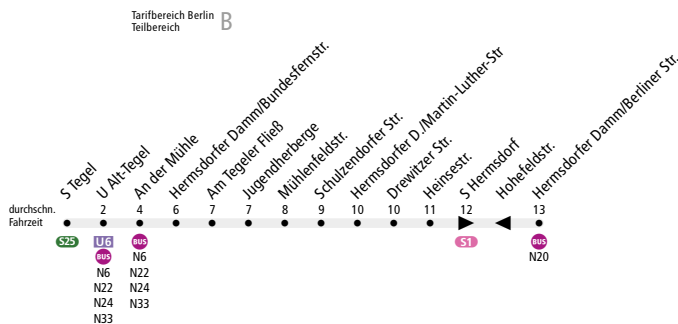 Tarifbereich Berlin
Teilbereich
B
S Tegel
U Alt-Tegel
An der Mühle
Hermsdorfer Damm/Bundesfernstr.
Am Tegeler Fließ
Jugendherberge
Mühlenfeldstr.
Schulzendorfer Str.
Hermsdorfer D./Martin-Luther-Str
Drewitzer Str.
Heinsestr.
S Hermsdorf
Hohefeldstr.
Hermsdorfer Damm/Berliner Str.
durchschn.
Fahrzeit
2 4 6 7 7 8 9 10 10 11 12 13
S25 U6 BUS S1 BUS
BUS N6 N20
N6 N22
N22 N24
N24 N33
N33